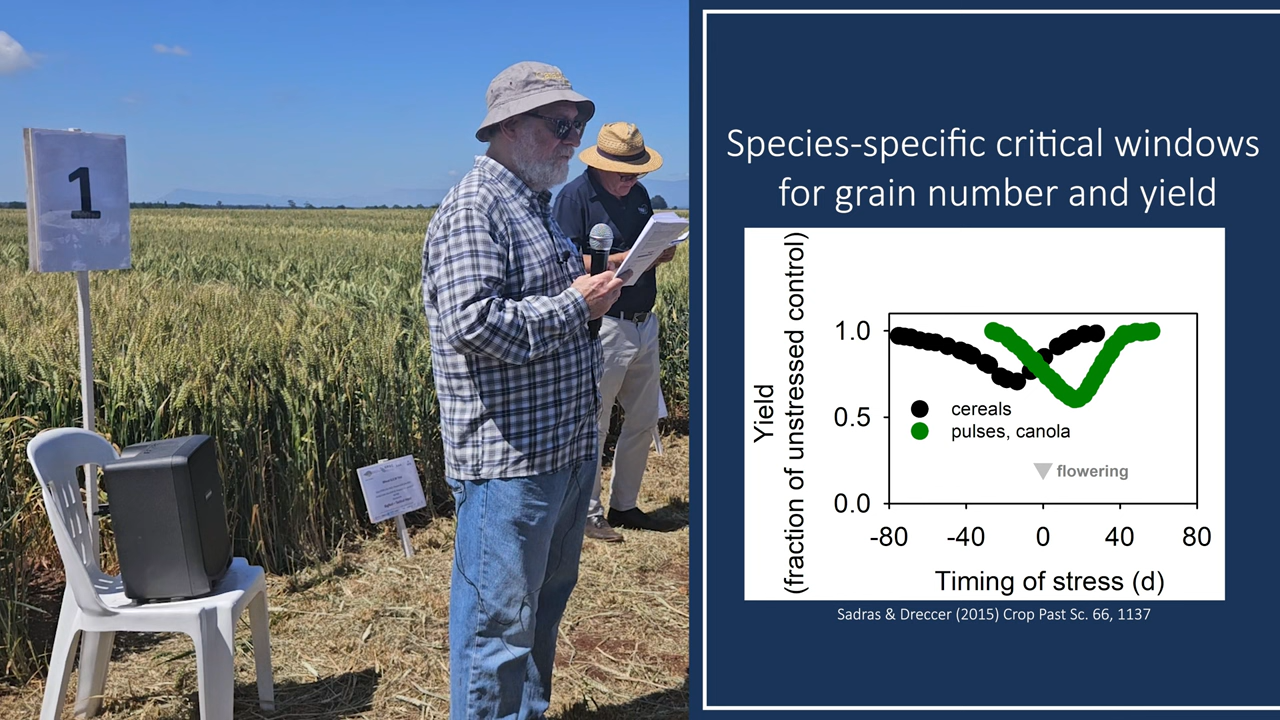 1
Species-specific critical windows
for grain number and yield
Yield
(fraction of unstressed control)
1.0
0.5
0.0
cereals
pulses, canola
flowering
-80 -40 0 40 80
Timing of stress (d)
Sadras & Dreccer (2015) Crop Past Sc. 66, 1137